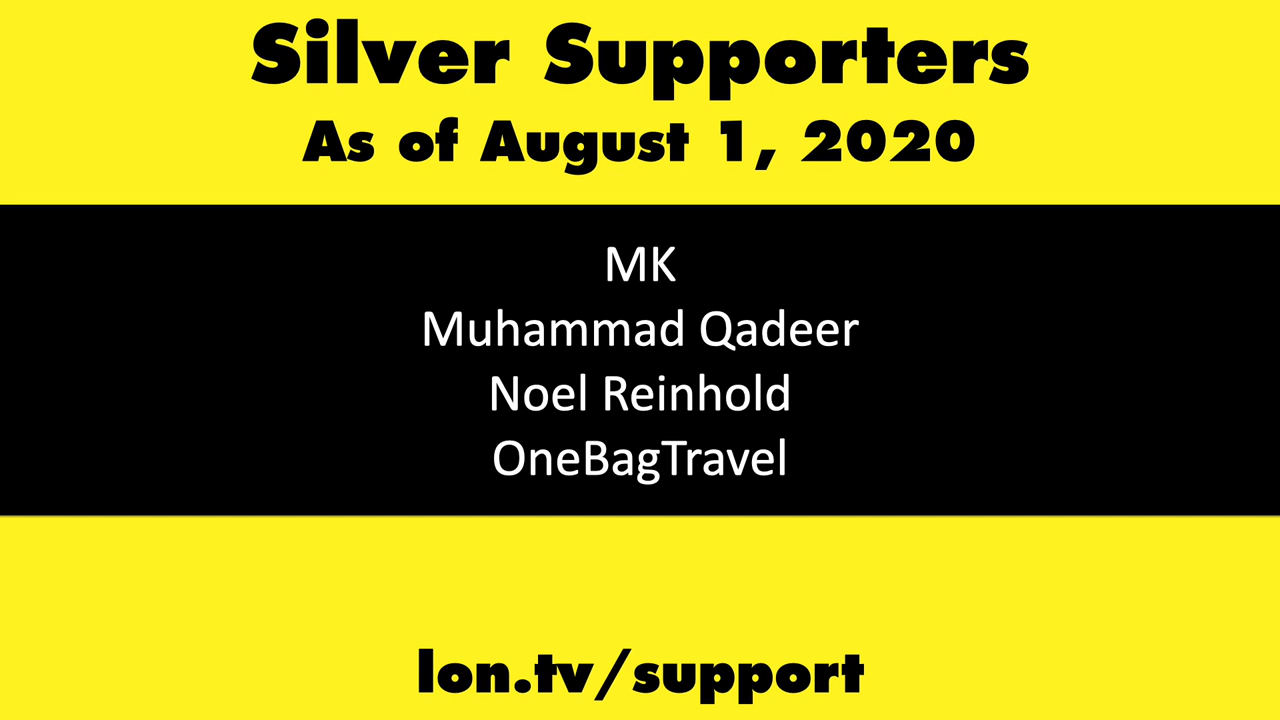 Silver Supporters
As of August 1, 2020
MK
Muhammad Qadeer
Noel Reinhold
OneBagTravel
lon.tv/support